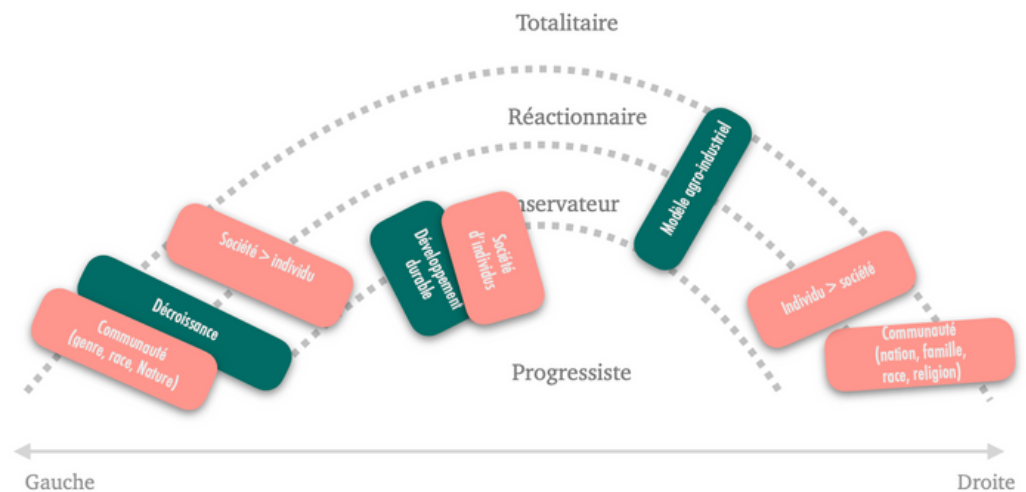 Totalitaire
Réactionnaire
nservateur
Modèle agro-industriel
Société > individu
Développement
durable
Société
d'individus
Décroissance
Communauté
(genre, race, Nature)
Individu > société
Communauté
(nation, famille,
race, religion)
Progressiste
Gauche
Droite